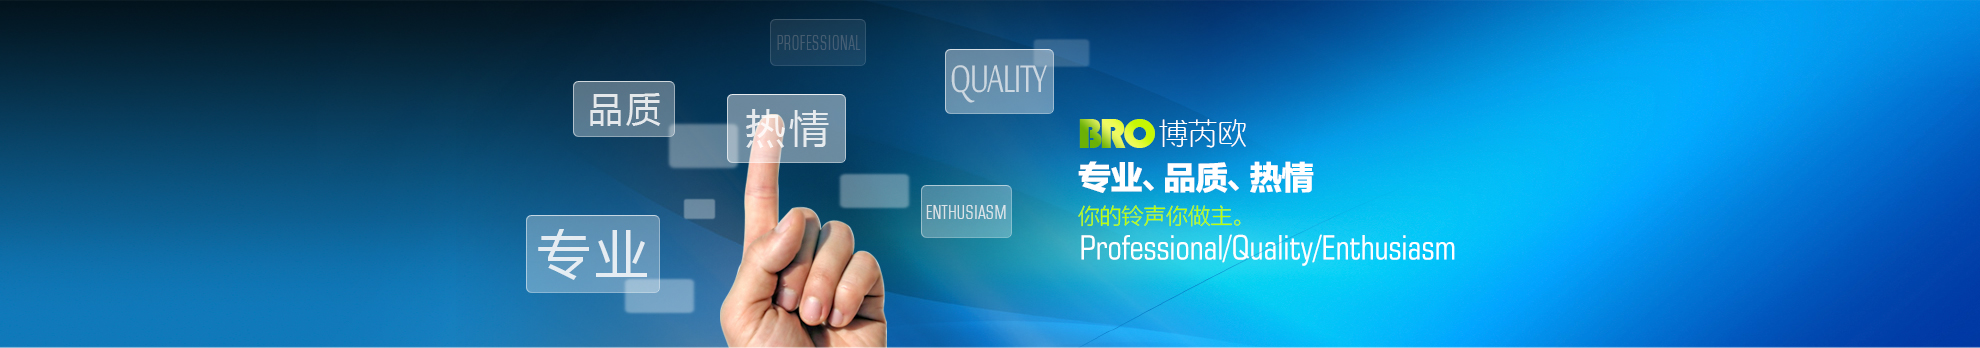 PROFESSIONAL
QUALITY
品质
热情
ENTHUSIASM
专业
BRO 博芮欧
专业、品质、热情
你的铃声你做主。
Professional/Quality/Enthusiasm